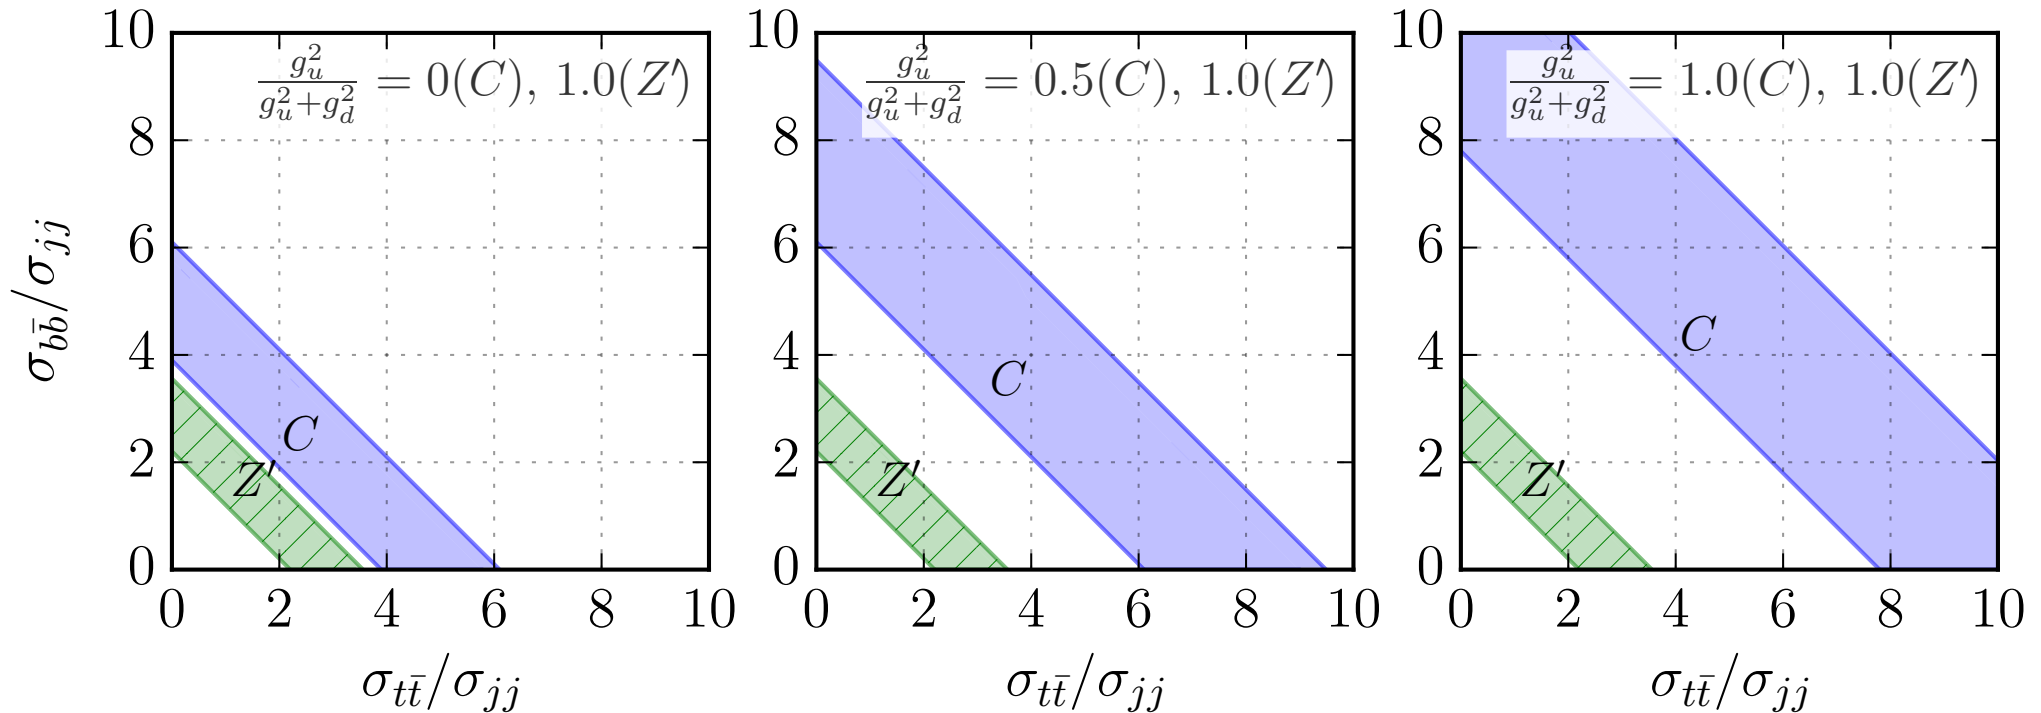 σ_{bb̄}/σ_{jj}
10
8
6
4
2
0
g_u^2/(g_u^2+g_d^2) = 0(C), 1.0(Z′)
C
Z′
0 2 4 6 8 10
σ_{tt̄}/σ_{jj}
10
8
6
4
2
0
g_u^2/(g_u^2+g_d^2) = 0.5(C), 1.0(Z′)
C
Z′
0 2 4 6 8 10
σ_{tt̄}/σ_{jj}
10
8
6
4
2
0
g_u^2/(g_u^2+g_d^2) = 1.0(C), 1.0(Z′)
C
Z′
0 2 4 6 8 10
σ_{tt̄}/σ_{jj}